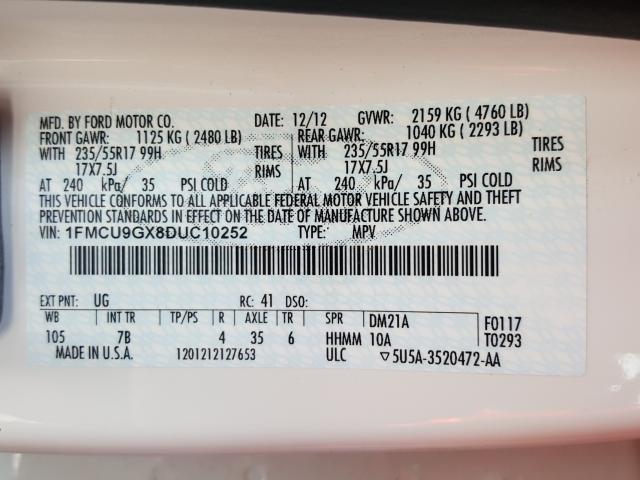 MFD. BY FORD MOTOR CO. DATE: 12/12 GVWR: 2159 KG ( 4760 LB)
FRONT GAWR: 1125 KG ( 2480 LB) REAR GAWR: 1040 KG ( 2293 LB)
WITH 235/55R17 99H TIRES WITH 235/55R17 99H TIRES
17X7.5J RIMS 17X7.5J RIMS
AT 240 kPa/ 35 PSI COLD AT 240 kPa/ 35 PSI COLD
THIS VEHICLE CONFORMS TO ALL APPLICABLE FEDERAL MOTOR VEHICLE SAFETY AND THEFT
PREVENTION STANDARDS IN EFFECT ON THE DATE OF MANUFACTURE SHOWN ABOVE.
VIN: 1FMCU9GX8DUC10252 TYPE: MPV
EXT PNT: UG RC: 41 DSO:
WB INT TR TP/PS R AXLE TR SPR DM21A F0117
105 7B 4 35 6 HHMM 10A T0293
MADE IN U.S.A. 1201212127653 ULC ▽5U5A-3520472-AA